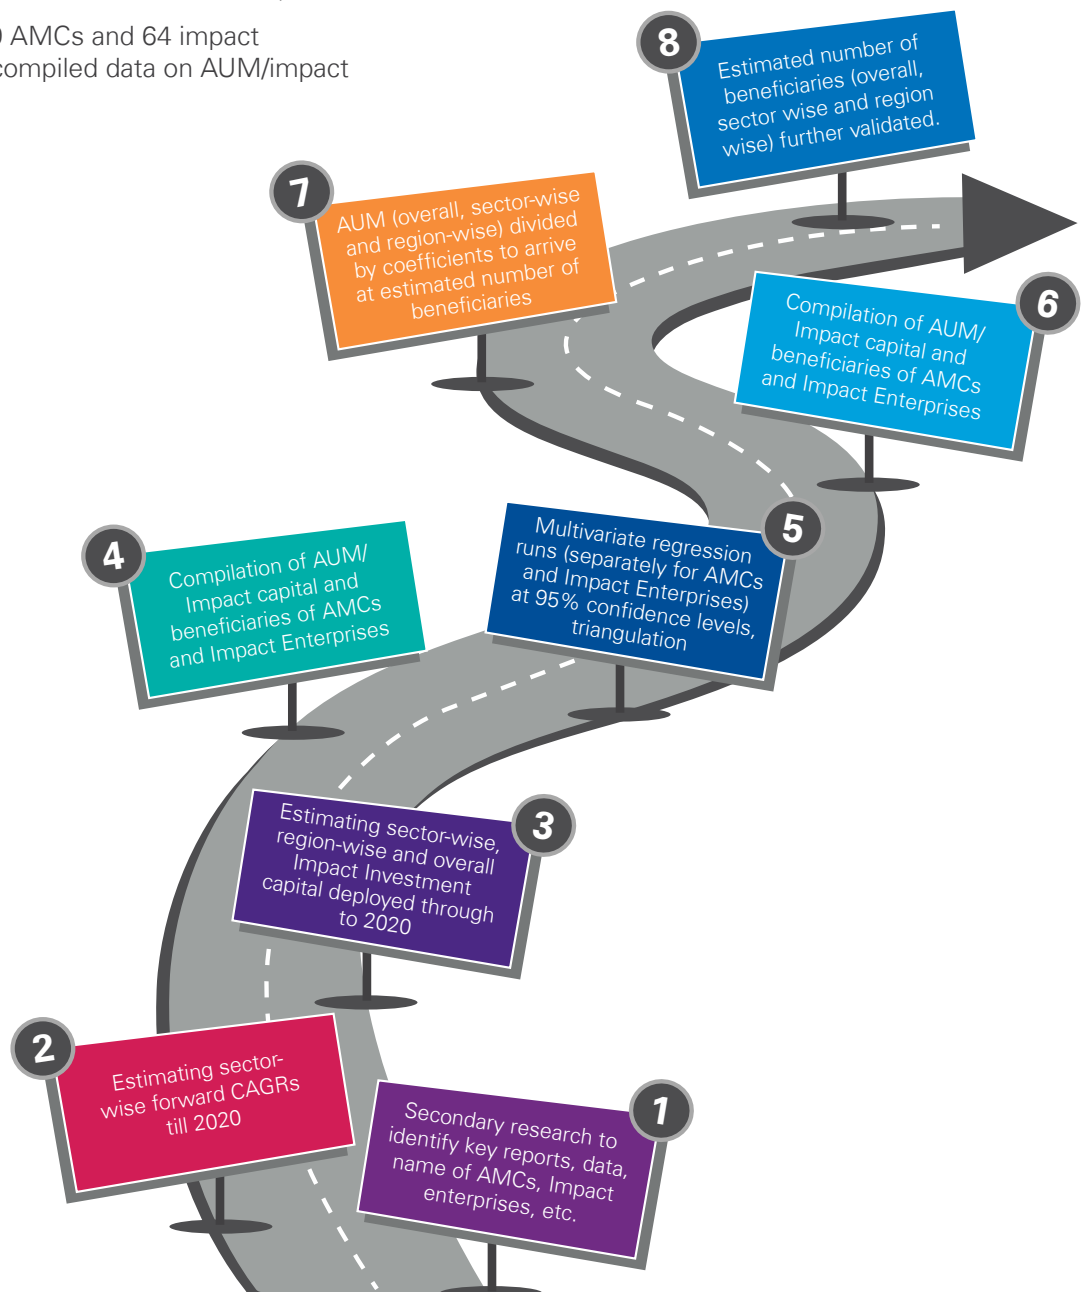 AMCs and 64 impact
compiled data on AUM/impact
8
Estimated number of
beneficiaries (overall,
sector wise and region
wise) further validated.
7
AUM (overall, sector-wise
and region-wise) divided
by coefficients to arrive
at estimated number of
beneficiaries
6
Compilation of AUM/
Impact capital and
beneficiaries of AMCs
and Impact Enterprises
5
Multivariate regression
runs (separately for AMCs
and Impact Enterprises)
at 95% confidence levels,
triangulation
4
Compilation of AUM/
Impact capital and
beneficiaries of AMCs
and Impact Enterprises
3
Estimating sector-wise,
region-wise and overall
Impact Investment
capital deployed through
to 2020
2
Estimating sector-
wise forward CAGRs
till 2020
1
Secondary research to
identify key reports, data,
name of AMCs, Impact
enterprises, etc.